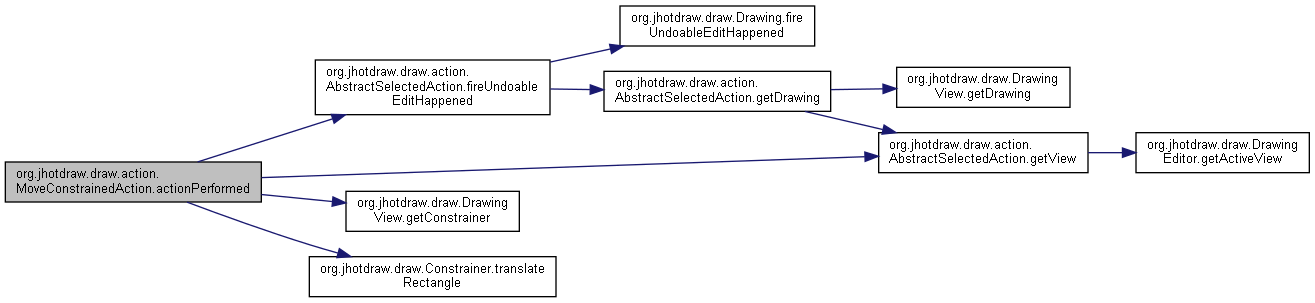 org.jhotdraw.draw.Drawing.fire
UndoableEditHappened
org.jhotdraw.draw.action.
AbstractSelectedAction.fireUndoable
EditHappened
org.jhotdraw.draw.action.
AbstractSelectedAction.getDrawing
org.jhotdraw.draw.Drawing
View.getDrawing
org.jhotdraw.draw.action.
AbstractSelectedAction.getView
org.jhotdraw.draw.Drawing
Editor.getActiveView
org.jhotdraw.draw.action.
MoveConstrainedAction.actionPerformed
org.jhotdraw.draw.Drawing
View.getConstrainer
org.jhotdraw.draw.Constrainer.translate
Rectangle